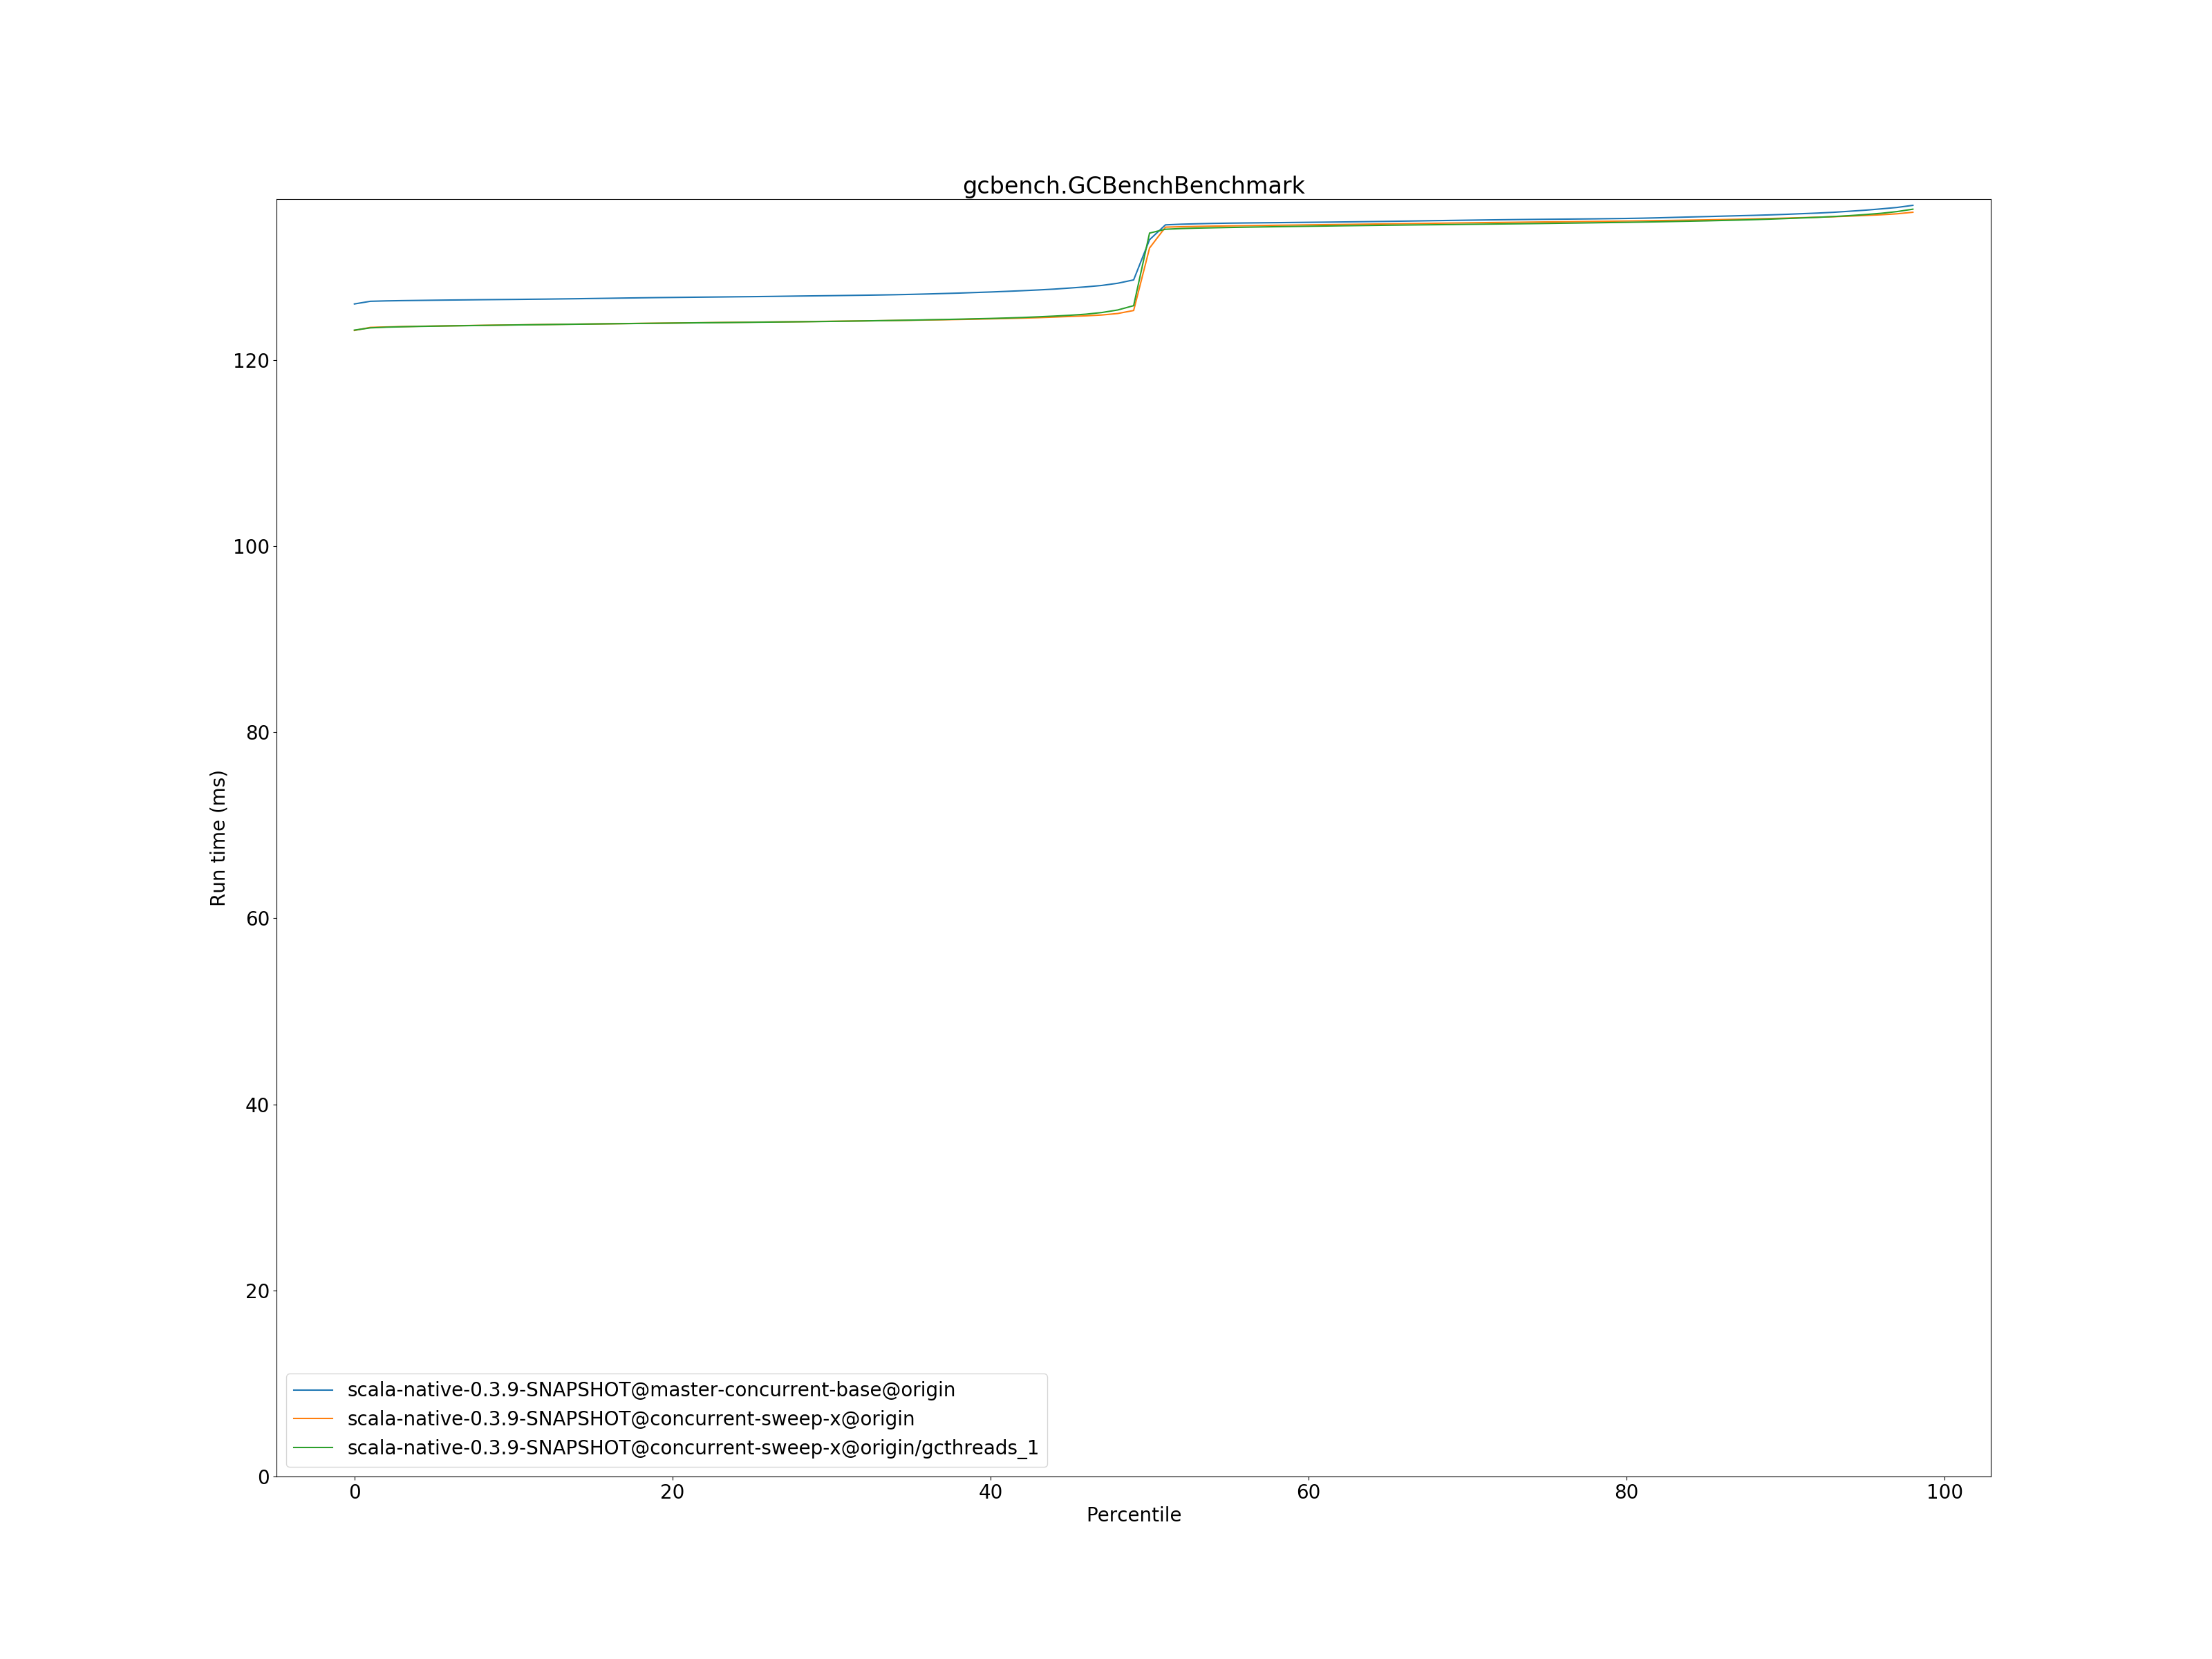 gcbench.GCBenchBenchmark
Run time (ms)
120
100
80
60
40
20
0
scala-native-0.3.9-SNAPSHOT@master-concurrent-base@origin
scala-native-0.3.9-SNAPSHOT@concurrent-sweep-x@origin
scala-native-0.3.9-SNAPSHOT@concurrent-sweep-x@origin/gcthreads_1
0 20 40 60 80 100
Percentile